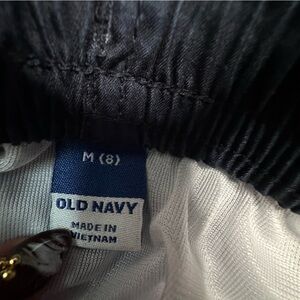 M (8)
OLD NAVY
MADE IN
VIETNAM